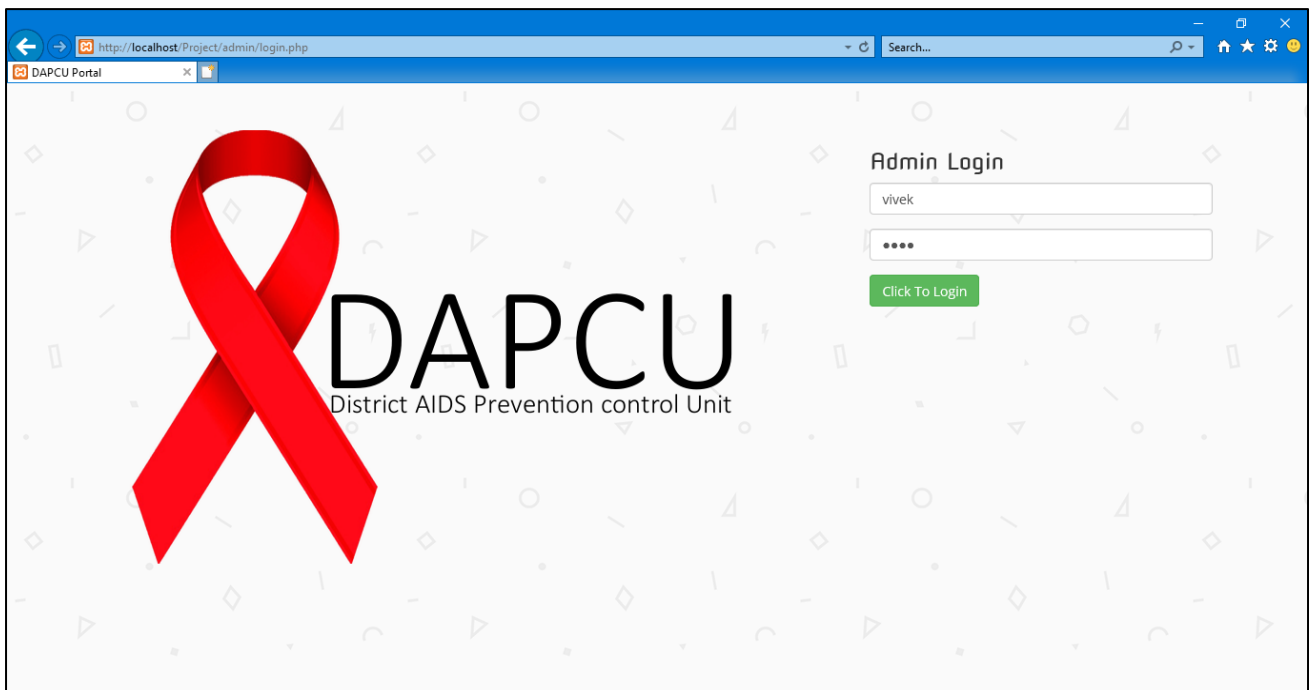 http://localhost/Project/admin/login.php
Search...
DAPCU Portal
Admin Login
vivek
••••
Click To Login
DAPCU
District AIDS Prevention control Unit